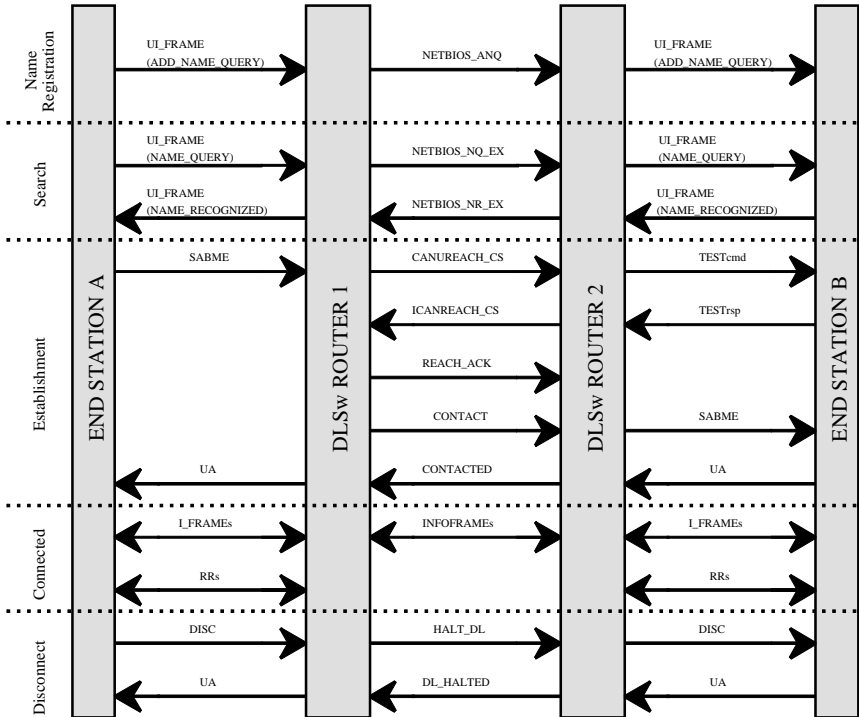 Name
Registration
UI_FRAME
(ADD_NAME_QUERY)
NETBIOS_ANQ
UI_FRAME
(ADD_NAME_QUERY)
Search
UI_FRAME
(NAME_QUERY)
NETBIOS_NQ_EX
UI_FRAME
(NAME_QUERY)
UI_FRAME
(NAME_RECOGNIZED)
NETBIOS_NR_EX
UI_FRAME
(NAME_RECOGNIZED)
END STATION A
DLSw ROUTER 1
DLSw ROUTER 2
END STATION B
Establishment
SABME
CANUREACH_CS
TESTcmd
ICANREACH_CS
TESTrsp
REACH_ACK
CONTACT
SABME
UA
CONTACTED
UA
Connected
I_FRAMEs
INFOFRAMEs
I_FRAMEs
RRs
RRs
Disconnect
DISC
HALT_DL
DISC
UA
DL_HALTED
UA